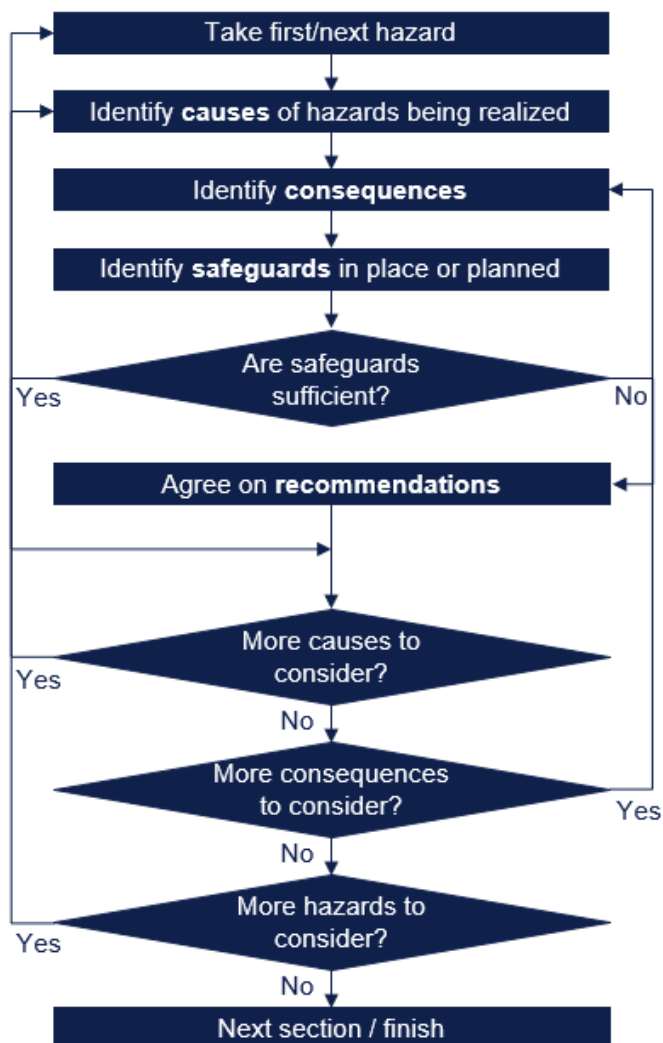 Take first/next hazard
Identify causes of hazards being realized
Identify consequences
Identify safeguards in place or planned
Are safeguards
sufficient?
Yes
No
Agree on recommendations
More causes to
consider?
Yes
No
More consequences
to consider?
Yes
No
More hazards to
consider?
Yes
No
Next section / finish